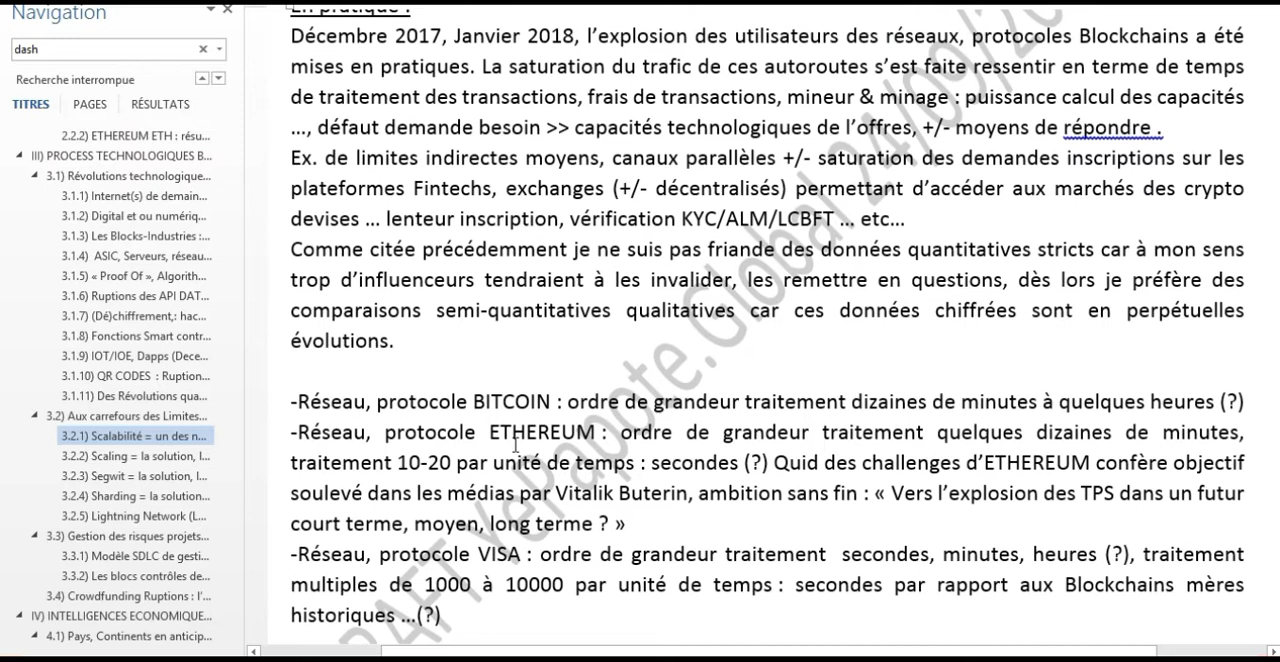 Navigation
dash
Recherche interrompue
TITRES PAGES RÉSULTATS
2.2.2) ETHEREUM ETH : résu...
III) PROCESS TECHNOLOGIQUES B...
3.1) Révolutions technologique...
3.1.1) Internet(s) de demain...
3.1.2) Digital et ou numériq...
3.1.3) Les Blocks-Industries :...
3.1.4) ASIC, Serveurs, réseau...
3.1.5) « Proof Of », Algorith...
3.1.6) Ruptions des API DAT...
3.1.7) (Dé)chiffrement,: hac...
3.1.8) Fonctions Smart contr...
3.1.9) IOT/IOE, Dapps (Dece...
3.1.10) QR CODES : Ruption...
3.1.11) Des Révolutions qua...
3.2) Aux carrefours des Limites...
3.2.1) Scalabilité = un des n...
3.2.2) Scaling = la solution, l...
3.2.3) Segwit = la solution, l...
3.2.4) Sharding = la solution...
3.2.5) Lightning Network (L...
3.3) Gestion des risques projets...
3.3.1) Modèle SDLC de gesti...
3.3.2) Les blocs contrôles de...
3.4) Crowdfunding Ruptions : l'...
IV) INTELLIGENCES ECONOMIQUE...
4.1) Pays, Continents en anticip...
En pratique :
Décembre 2017, Janvier 2018, l’explosion des utilisateurs des réseaux, protocoles Blockchains a été
mises en pratiques. La saturation du trafic de ces autoroutes s’est faite ressentir en terme de temps
de traitement des transactions, frais de transactions, mineur & minage : puissance calcul des capacités
…, défaut demande besoin >> capacités technologiques de l’offres, +/- moyens de répondre .
Ex. de limites indirectes moyens, canaux parallèles +/- saturation des demandes inscriptions sur les
plateformes Fintechs, exchanges (+/- décentralisés) permettant d’accéder aux marchés des crypto
devises … lenteur inscription, vérification KYC/ALM/LCBFT … etc…
Comme citée précédemment je ne suis pas friande des données quantitatives stricts car à mon sens
trop d’influenceurs tendraient à les invalider, les remettre en questions, dès lors je préfère des
comparaisons semi-quantitatives qualitatives car ces données chiffrées sont en perpétuelles
évolutions.
-Réseau, protocole BITCOIN : ordre de grandeur traitement dizaines de minutes à quelques heures (?)
-Réseau, protocole ETHEREUM : ordre de grandeur traitement quelques dizaines de minutes,
traitement 10-20 par unité de temps : secondes (?) Quid des challenges d’ETHEREUM confère objectif
soulevé dans les médias par Vitalik Buterin, ambition sans fin : « Vers l’explosion des TPS dans un futur
court terme, moyen, long terme ? »
-Réseau, protocole VISA : ordre de grandeur traitement secondes, minutes, heures (?), traitement
multiples de 1000 à 10000 par unité de temps : secondes par rapport aux Blockchains mères
historiques …(?)
YePapote.Global 24/09/20